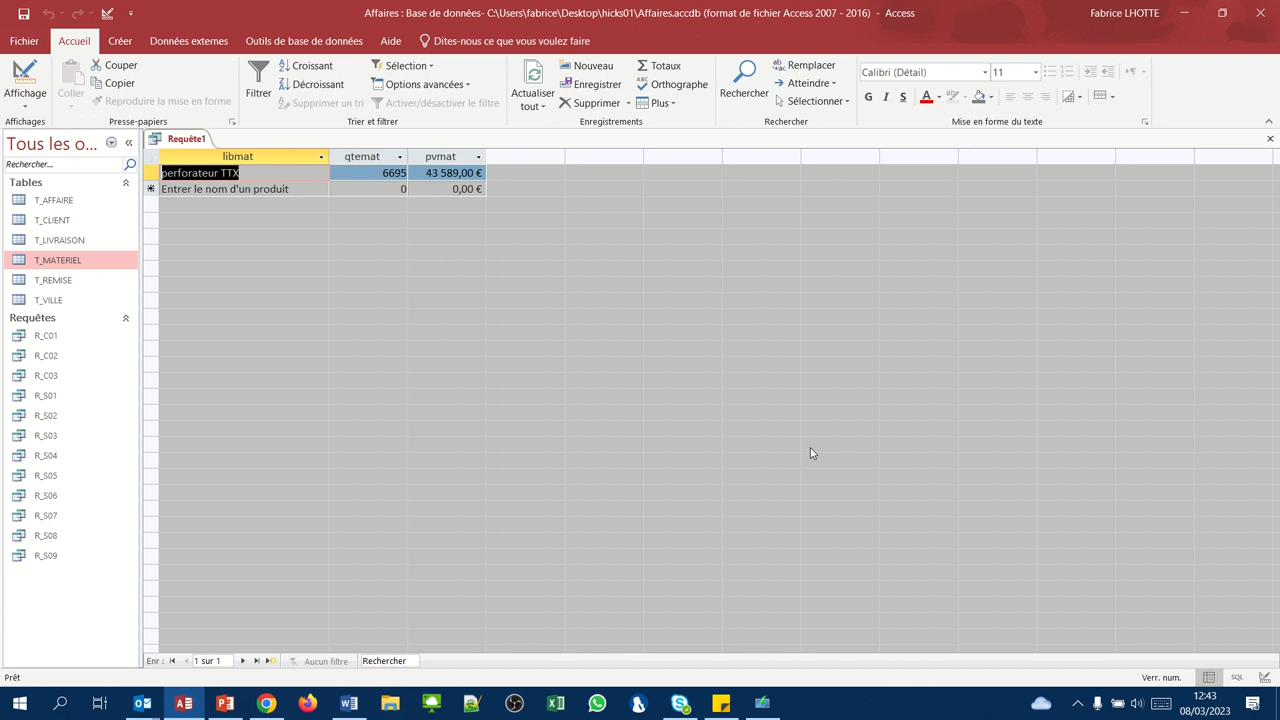 Affaires : Base de données- C:\Users\fabrice\Desktop\hicks01\Affaires.accdb (format de fichier Access 2007 - 2016) - Access
Fabrice LHOTTE
Fichier
Accueil
Créer
Données externes
Outils de base de données
Aide
Dites-nous ce que vous voulez faire
Affichage
Affichages
Coller
Couper
Copier
Reproduire la mise en forme
Presse-papiers
Filtrer
Croissant
Décroissant
Supprimer un tri
Sélection
Options avancées
Activer/désactiver le filtre
Trier et filtrer
Actualiser
tout
Nouveau
Enregistrer
Supprimer
Totaux
Orthographe
Plus
Enregistrements
Rechercher
Remplacer
Atteindre
Sélectionner
Rechercher
Calibri (Détail)
11
G I S
A
Mise en forme du texte
Tous les o...
Rechercher...
Tables
T_AFFAIRE
T_CLIENT
T_LIVRAISON
T_MATERIEL
T_REMISE
T_VILLE
Requêtes
R_C01
R_C02
R_C03
R_S01
R_S02
R_S03
R_S04
R_S05
R_S06
R_S07
R_S08
R_S09
Requête1
libmat qtemat pvmat
perforateur TTX 6695 43 589,00 €
Entrer le nom d'un produit 0 0,00 €
Enr : 1 sur 1 Aucun filtre Rechercher
Prêt
Verr. num.
SQL
12:43
08/03/2023